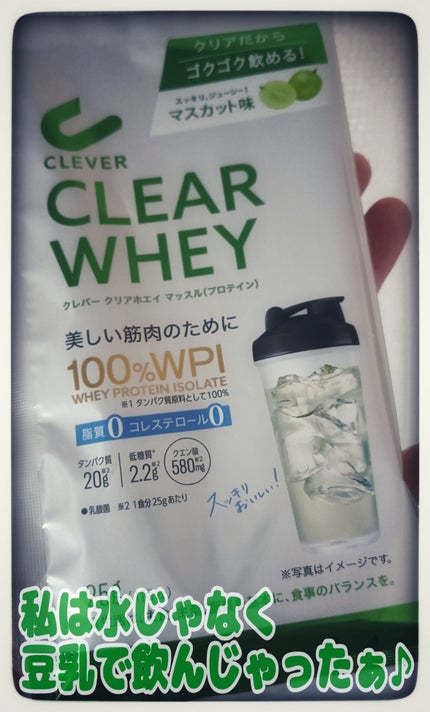 クリアだから
ゴクゴク飲める!
スッキリ、ジューシー!
マスカット味
CLEVER
CLEAR
WHEY
クレバー クリアホエイ マッスル(プロテイン)
美しい筋肉のために
100%WPI
WHEY PROTEIN ISOLATE
※1 タンパク質原料として100%
脂質0 コレステロール0
タンパク質 20g ※2
低糖質* 2.2g ※2
クエン酸 580mg ※2
●乳酸菌 ※2 1食分25gあたり
スッキリ
おいしい!
※写真はイメージです。
に、食事のバランスを。
私は水じゃなく
豆乳で飲んじゃったぁ♪